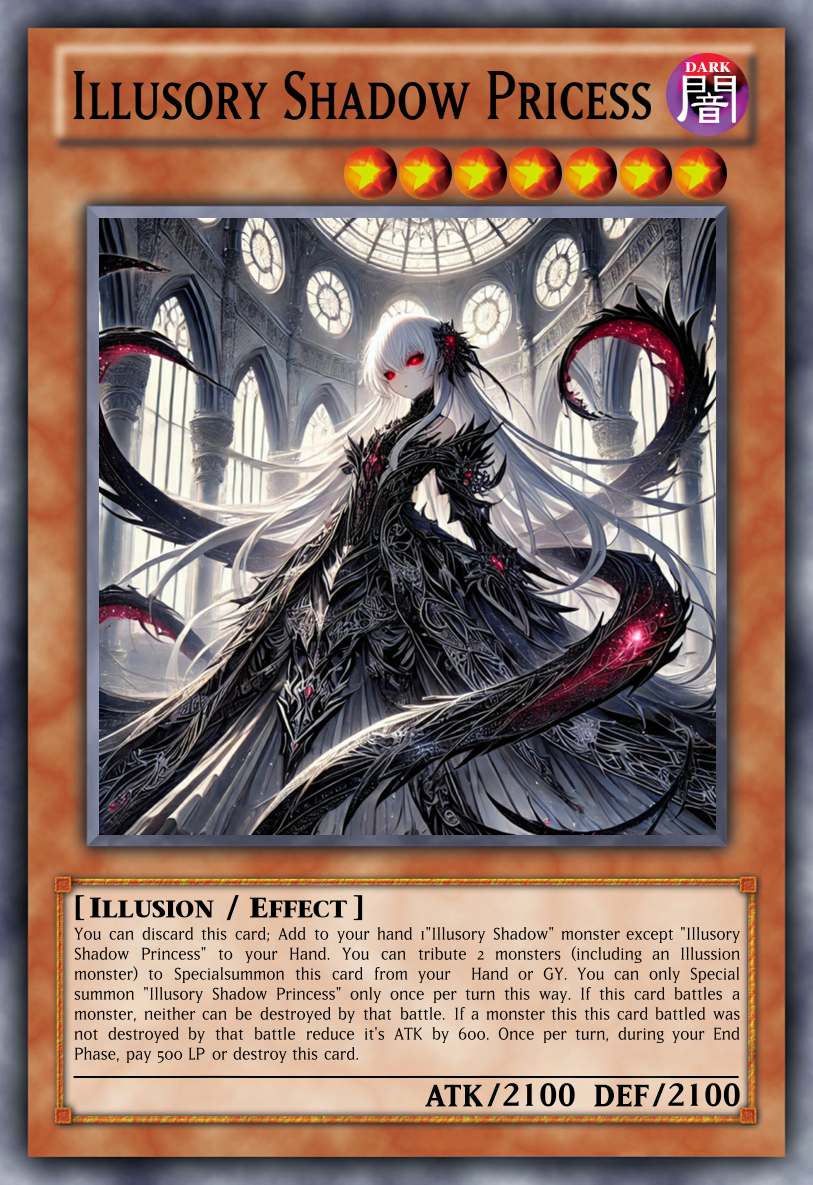 Illusory Shadow Pricess
DARK
闇
[ Illusion / Effect ]
You can discard this card; Add to your hand 1"Illusory Shadow" monster except "Illusory
Shadow Princess" to your Hand. You can tribute 2 monsters (including an Illussion
monster) to Specialsummon this card from your Hand or GY. You can only Special
summon "Illusory Shadow Princess" only once per turn this way. If this card battles a
monster, neither can be destroyed by that battle. If a monster this this card battled was
not destroyed by that battle reduce it's ATK by 600. Once per turn, during your End
Phase, pay 500 LP or destroy this card.
ATK/2100 DEF/2100